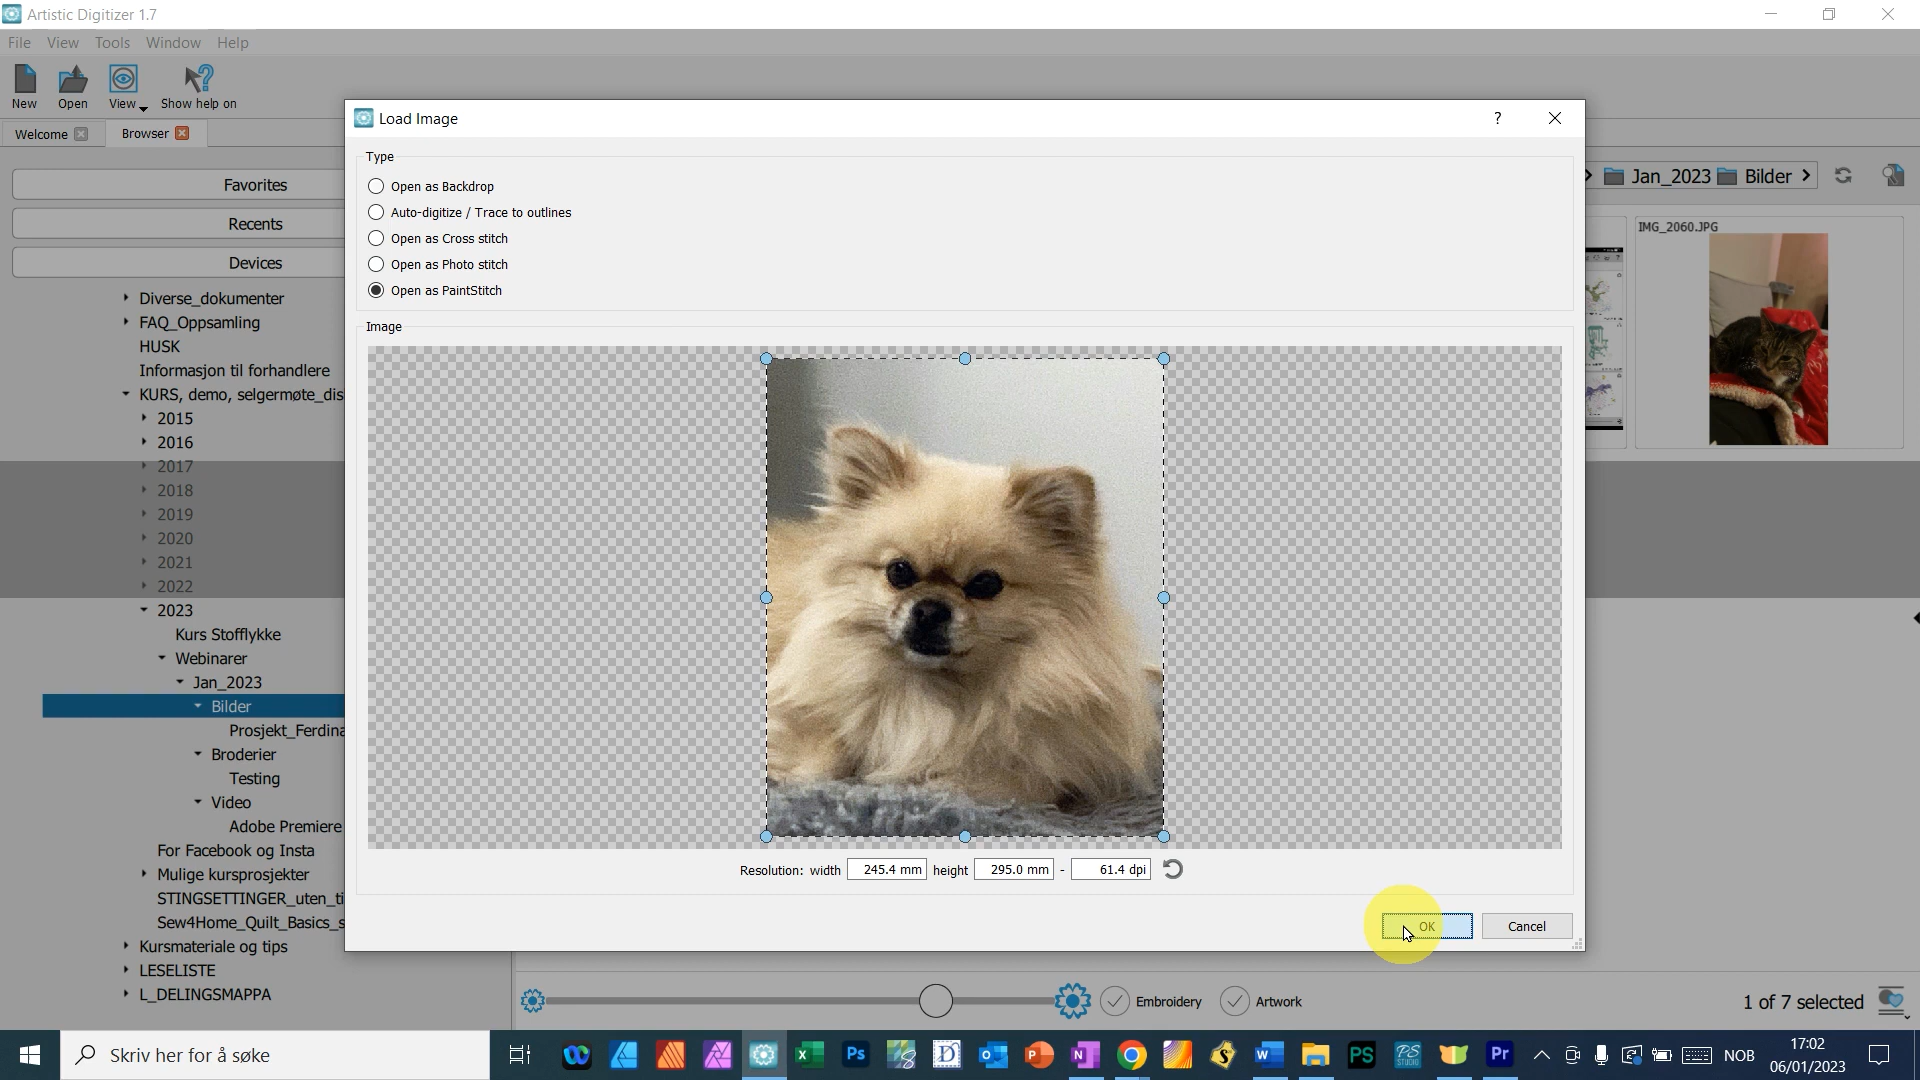 Artistic Digitizer 1.7
File View Tools Window Help
New Open View Show help on
Welcome Browser
Favorites
Recents
Devices
Diverse_dokumenter
FAQ_Oppsamling
HUSK
Informasjon til forhandlere
KURS, demo, selgermøte_dis
2015
2016
2017
2018
2019
2020
2021
2022
2023
Kurs Stofflykke
Webinarer
Jan_2023
Bilder
Prosjekt_Ferdina
Broderier
Testing
Video
Adobe Premiere
For Facebook og Insta
Mulige kursprosjekter
STINGSETTINGER_uten_ti
Sew4Home_Quilt_Basics_s
Kursmateriale og tips
LESELISTE
L_DELINGSMAPPA
Load Image
Type
Open as Backdrop
Auto-digitize / Trace to outlines
Open as Cross stitch
Open as Photo stitch
Open as PaintStitch
Image
Resolution: width 245.4 mm height 295.0 mm - 61.4 dpi
OK Cancel
Jan_2023 Bilder
IMG_2060.JPG
Embroidery Artwork
1 of 7 selected
Skriv her for å søke
NOB
17:02
06/01/2023